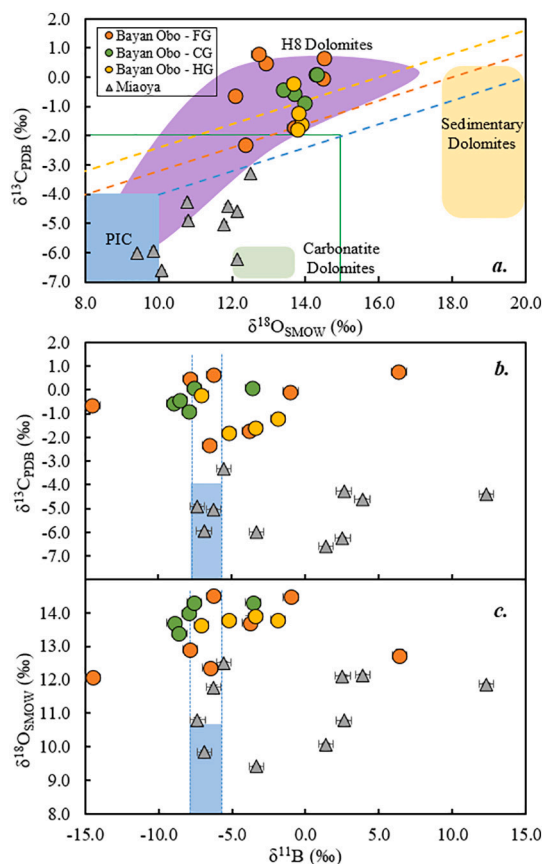 Bayan Obo - FG
Bayan Obo - CG
Bayan Obo - HG
Miaoya
H8 Dolomites
Sedimentary
Dolomites
PIC
Carbonatite
Dolomites
a.
2.0
1.0
0.0
-1.0
-2.0
-3.0
-4.0
-5.0
-6.0
-7.0
δ¹³C_PDB (‰)
8.0 10.0 12.0 14.0 16.0 18.0 20.0
δ¹⁸O_SMOW (‰)
b.
2.0
1.0
0.0
-1.0
-2.0
-3.0
-4.0
-5.0
-6.0
-7.0
δ¹³C_PDB (‰)
c.
14.0
13.0
12.0
11.0
10.0
9.0
8.0
δ¹⁸O_SMOW (‰)
-15.0 -10.0 -5.0 0.0 5.0 10.0 15.0
δ¹¹B (‰)